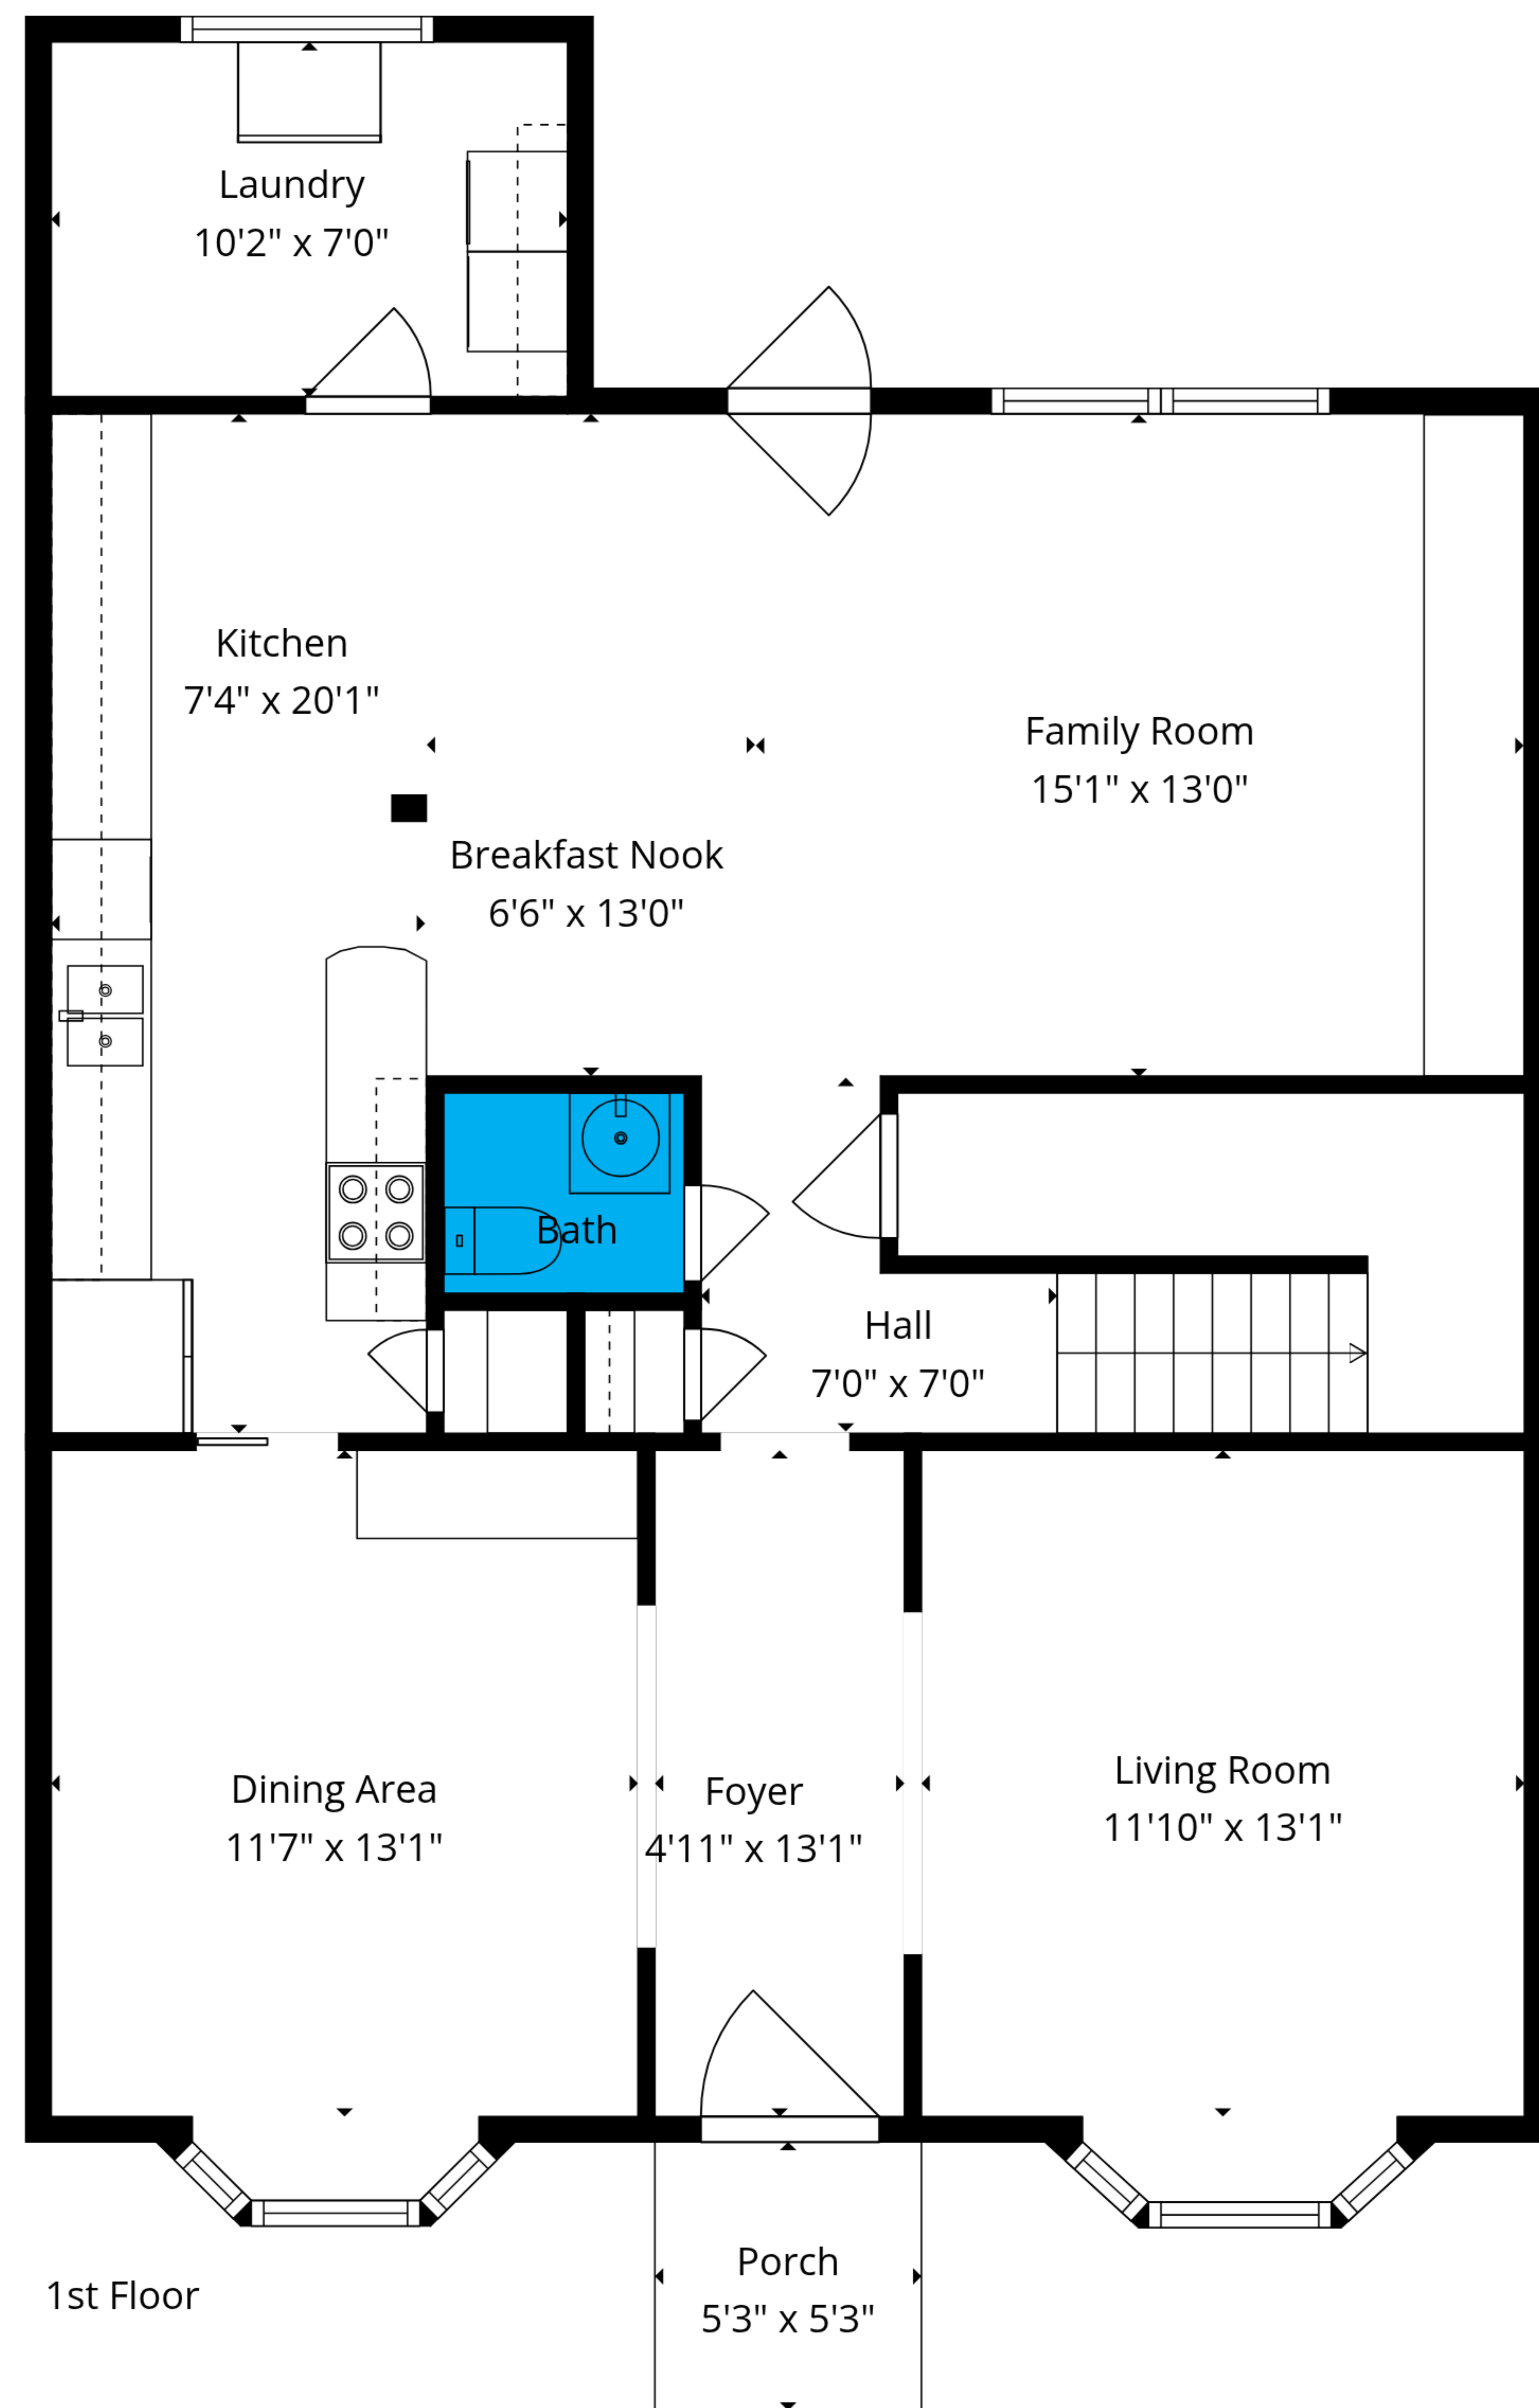 Laundry
10'2" x 7'0"
Kitchen
7'4" x 20'1"
Family Room
15'1" x 13'0"
Breakfast Nook
6'6" x 13'0"
Bath
Hall
7'0" x 7'0"
Dining Area
11'7" x 13'1"
Foyer
4'11" x 13'1"
Living Room
11'10" x 13'1"
Porch
5'3" x 5'3"
1st Floor